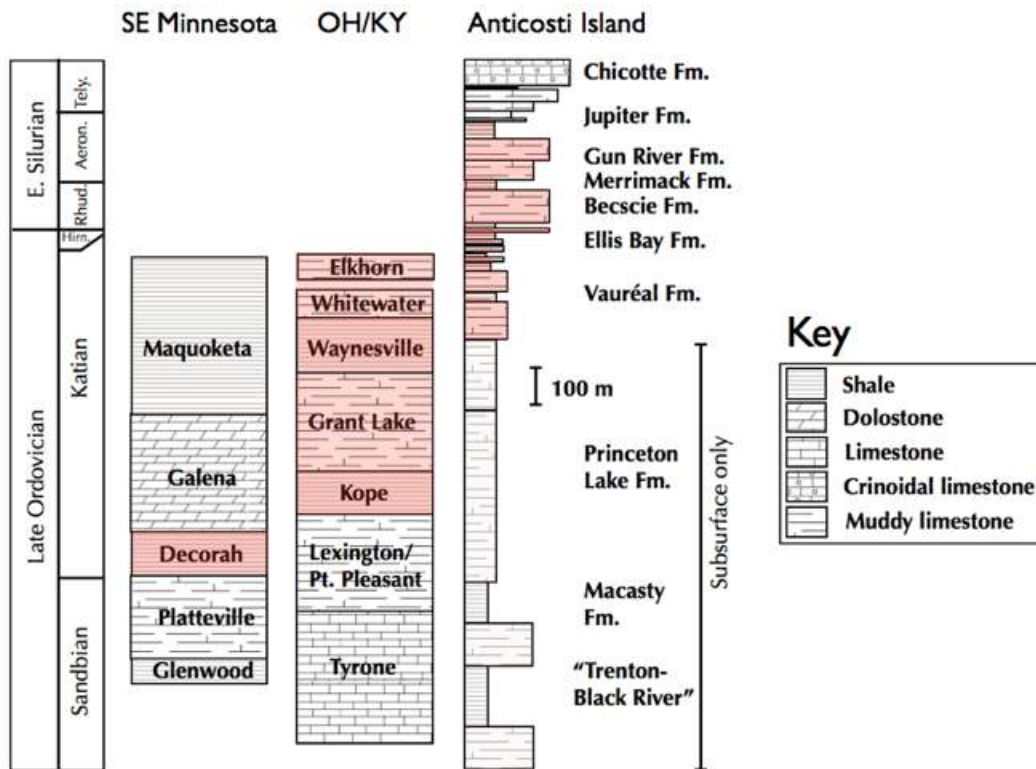 SE Minnesota
OH/KY
Anticosti Island
E. Silurian
Late Ordovician
Tely.
Aeron.
Rhud.
Hirn.
Katian
Sandbian
Maquoketa
Galena
Decorah
Platteville
Glenwood
Elkhorn
Whitewater
Waynesville
Grant Lake
Kope
Lexington/
Pt. Pleasant
Tyrone
Chicotte Fm.
Jupiter Fm.
Gun River Fm.
Merrimack Fm.
Becscie Fm.
Ellis Bay Fm.
Vauréal Fm.
100 m
Princeton
Lake Fm.
Macasty
Fm.
“Trenton-
Black River”
Subsurface only
Key
Shale
Dolostone
Limestone
Crinoidal limestone
Muddy limestone